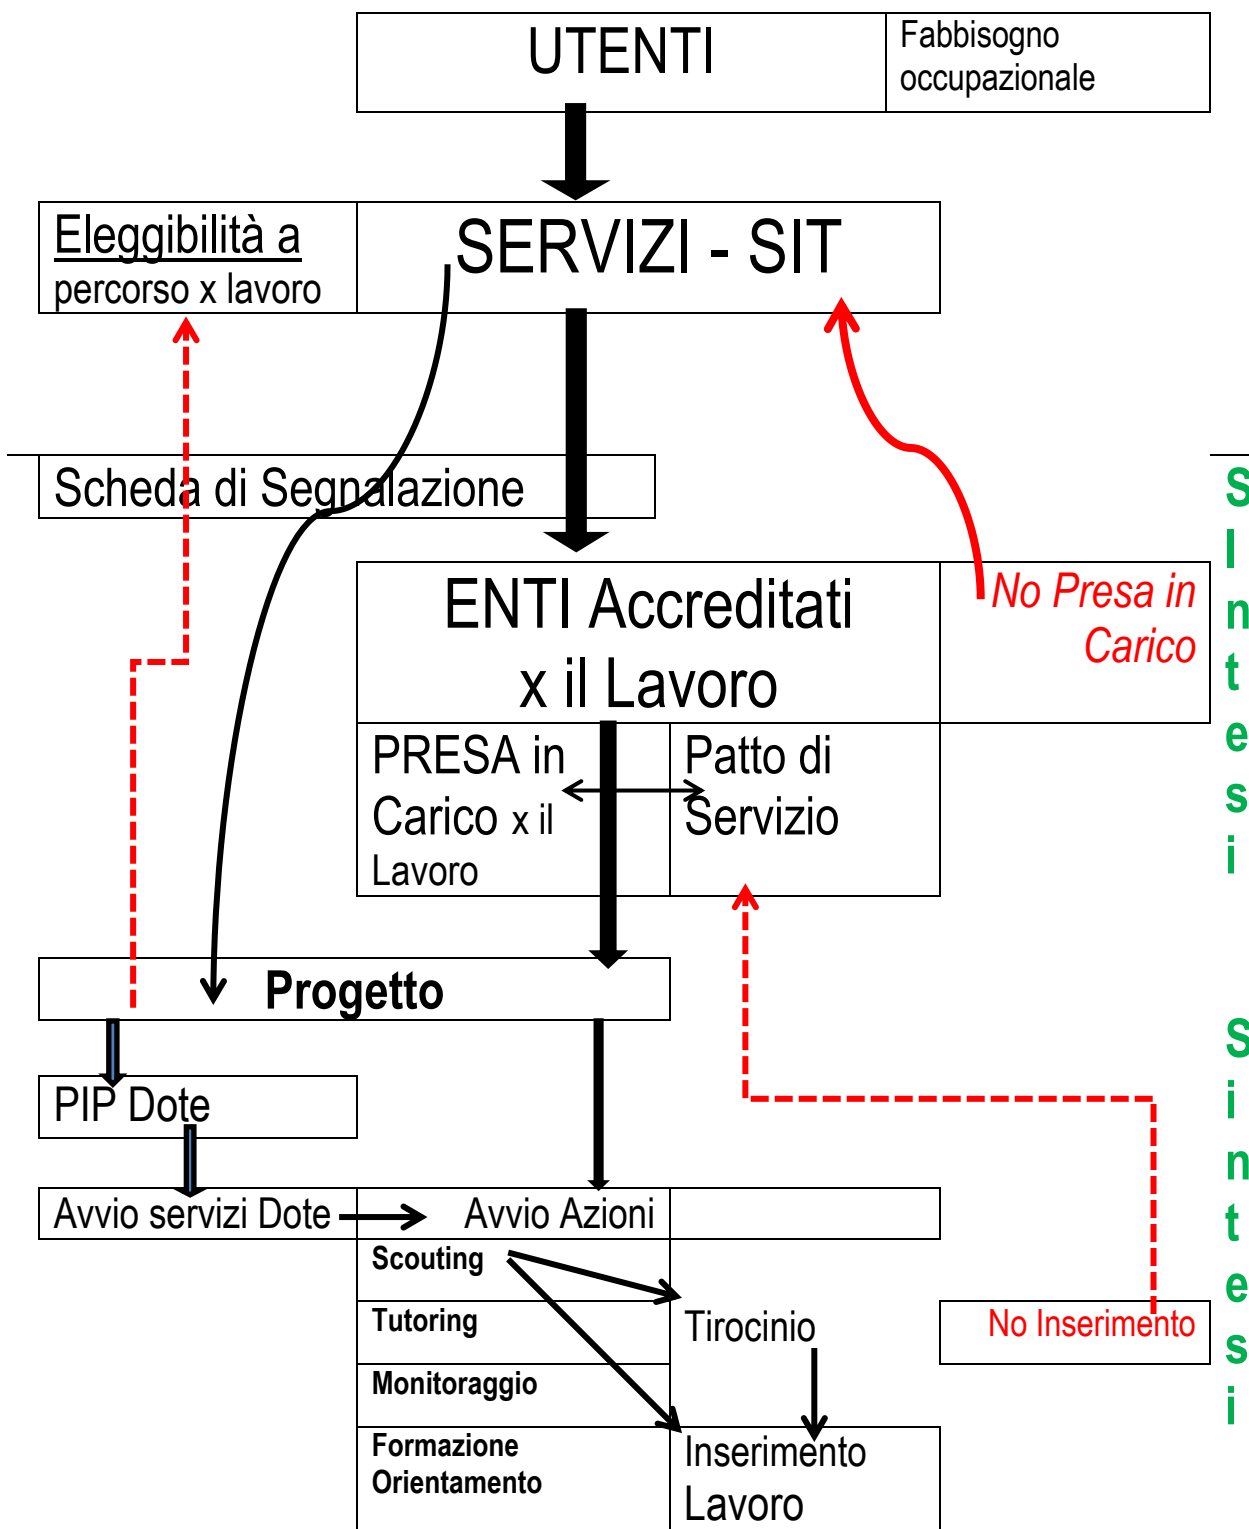 UTENTI
Fabbisogno
occupazionale
Eleggibilità a
percorso x lavoro
SERVIZI - SIT
Scheda di Segnalazione
ENTI Accreditati
x il Lavoro
No Presa in
Carico
PRESA in
Carico x il
Lavoro
Patto di
Servizio
Progetto
PIP Dote
Avvio servizi Dote
Avvio Azioni
Scouting
Tutoring
Tirocinio
No Inserimento
Monitoraggio
Formazione
Orientamento
Inserimento
Lavoro
S
I
n
t
e
s
i
S
i
n
t
e
s
i